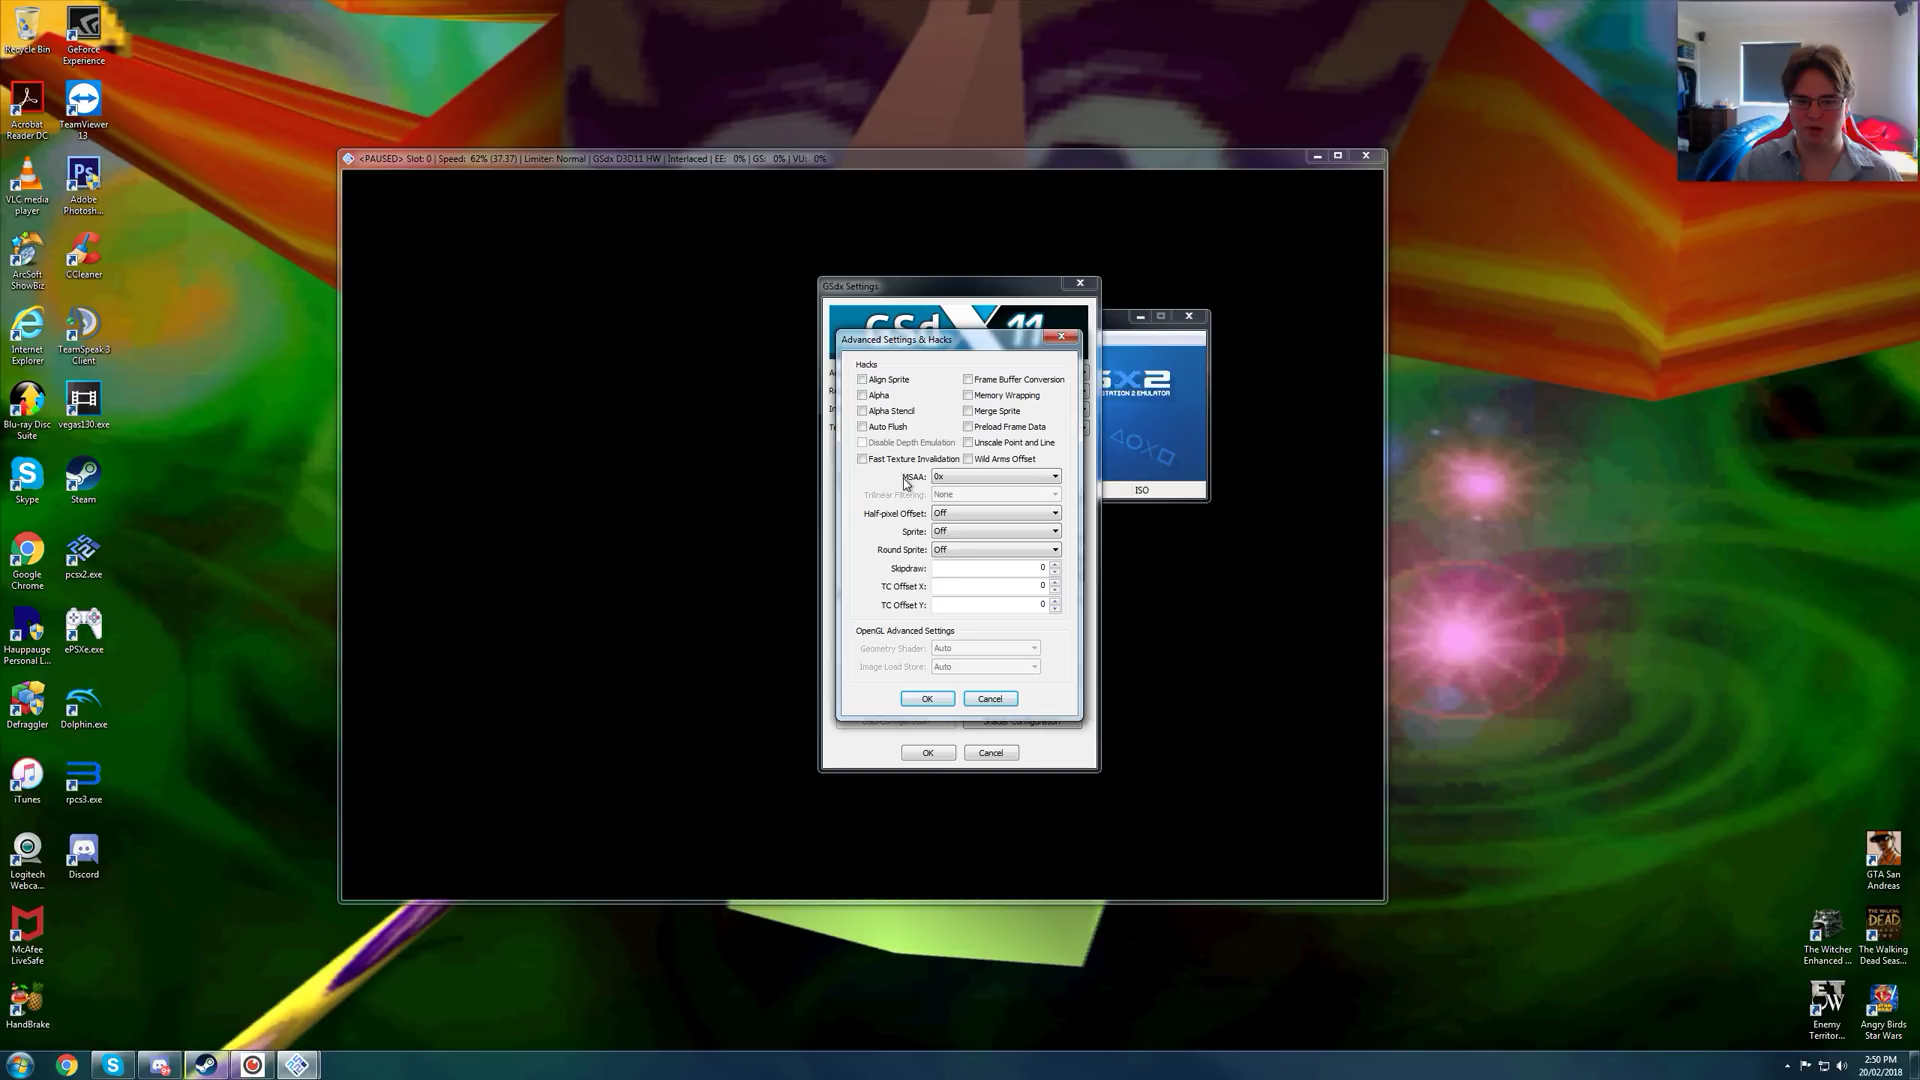 Recycle Bin
GeForce Experience
Acrobat Reader DC
TeamViewer 13
VLC media player
Adobe Photosh...
ArcSoft ShowBiz
CCleaner
Internet Explorer
TeamSpeak 3 Client
Blu-ray Disc Suite
vegas130.exe
Skype
Steam
Google Chrome
pcsx2.exe
Hauppauge Personal L...
ePSXe.exe
Defraggler
Dolphin.exe
iTunes
rpcs3.exe
Logitech Webca...
Discord
McAfee LiveSafe
HandBrake
<PAUSED> Slot: 0 | Speed: 62% (37.37) | Limiter: Normal | GSdx D3D11 HW | Interlaced | EE: 0% | GS: 0% | VU: 0%
GSdx Settings
Advanced Settings & Hacks
Hacks
Align Sprite
Frame Buffer Conversion
Alpha
Memory Wrapping
Alpha Stencil
Merge Sprite
Auto Flush
Preload Frame Data
Disable Depth Emulation
Unscale Point and Line
Fast Texture Invalidation
Wild Arms Offset
MSAA: 0x
Trilinear Filtering: None
Half-pixel Offset: Off
Sprite: Off
Round Sprite: Off
Skipdraw: 0
TC Offset X: 0
TC Offset Y: 0
OpenGL Advanced Settings
Geometry Shader: Auto
Image Load Store: Auto
OK
Cancel
Shader Configuration
OK
Cancel
SX2
STATION 2 EMULATOR
ISO
GTA San Andreas
The Witcher Enhanced ...
The Walking Dead Seas...
Enemy Territor...
Angry Birds Star Wars
2:50 PM
20/02/2018